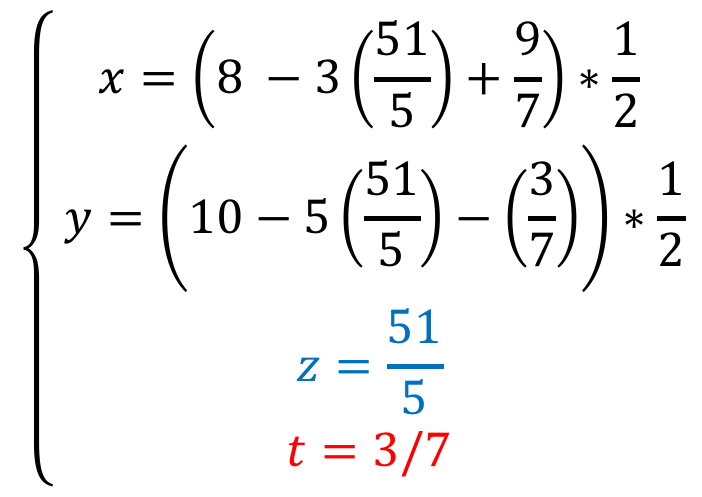 x = (8 − 3(51/5) + 9/7) * 1/2
y = (10 − 5(51/5) − (3/7)) * 1/2
z = 51/5
t = 3/7